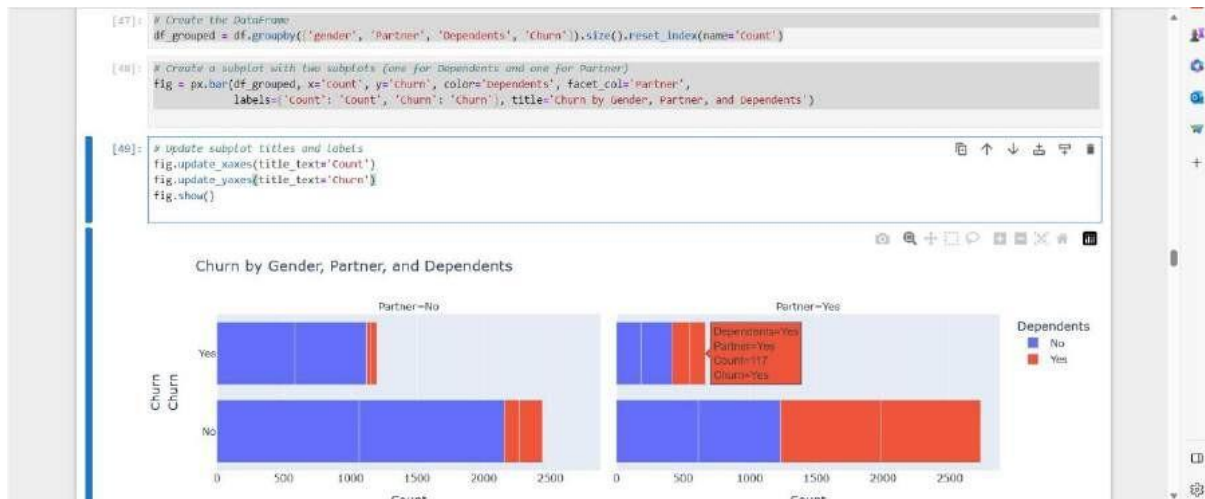 [47]: # Create the DataFrame
df_grouped = df.groupby(['gender', 'Partner', 'Dependents', 'Churn']).size().reset_index(name='Count')
[48]: # Create a subplot with two subplots (one for Dependents and one for Partner)
fig = px.bar(df_grouped, x='Count', y='Churn', color='Dependents', facet_col='Partner',
labels={'Count': 'Count', 'Churn': 'Churn'}, title='Churn by Gender, Partner, and Dependents')
[49]: # Update subplot titles and labels
fig.update_xaxes(title_text='Count')
fig.update_yaxes(title_text='Churn')
fig.show()
Churn by Gender, Partner, and Dependents
Partner=No
Partner=Yes
Dependents
No
Yes
Dependents=Yes
Partner=Yes
Count=117
Churn=Yes
Yes
No
Churn
Churn
0 500 1000 1500 2000 2500
0 500 1000 1500 2000 2500
Count
Count